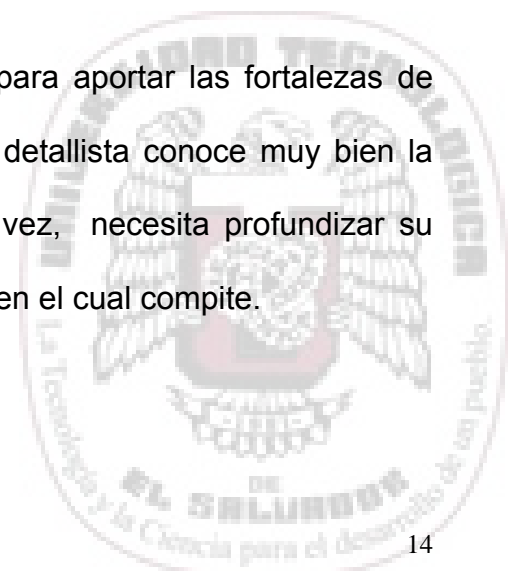 para aportar las fortalezas de
detallista conoce muy bien la
vez, necesita profundizar su
en el cual compite.
UNIVERSIDAD TECNOLOGICA
La Tecnología y la Ciencia para el desarrollo de un pueblo.
DE
EL SALVADOR
14